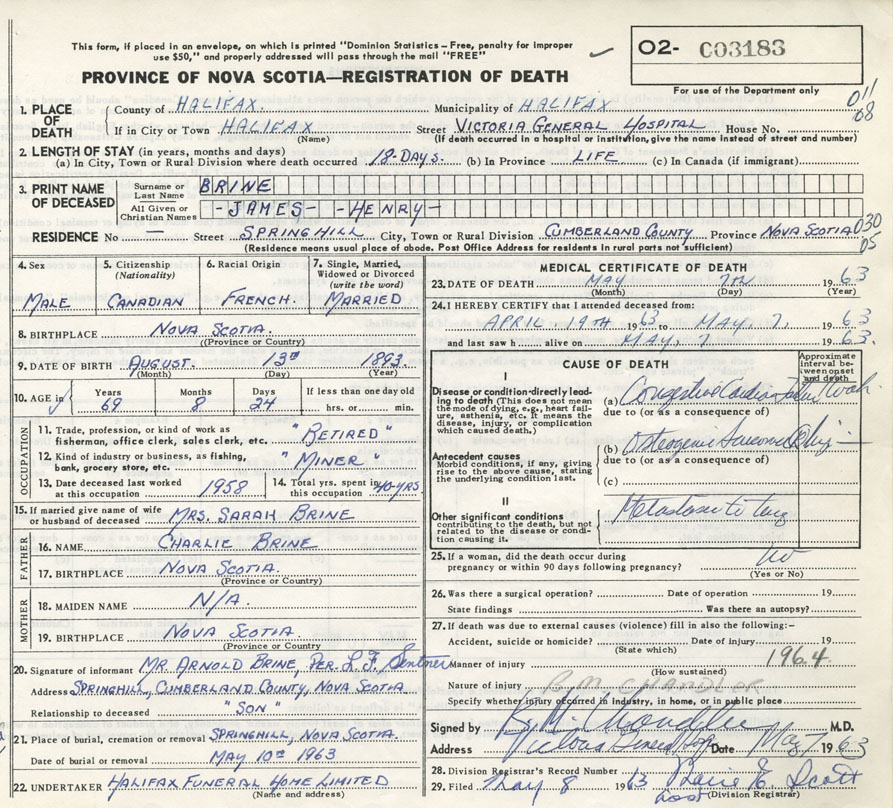 This form, if placed in an envelope, on which is printed "Dominion Statistics – Free, penalty for improper
use $50," and properly addressed will pass through the mail "FREE"
O2- C03183
PROVINCE OF NOVA SCOTIA—REGISTRATION OF DEATH
For use of the Department only
011
08
1. PLACE OF DEATH
County of HALIFAX. Municipality of HALIFAX
If in City or Town HALIFAX Street VICTORIA GENERAL HOSPITAL House No.
(Name) (If death occurred in a hospital or institution, give the name instead of street and number)
2. LENGTH OF STAY (in years, months and days)
(a) In City, Town or Rural Division where death occurred 18-DAYS. (b) In Province LIFE (c) In Canada (if immigrant)
3. PRINT NAME OF DECEASED
Surname or Last Name BRINE
All Given or Christian Names -JAMES- -HENRY-
RESIDENCE No — Street SPRINGHILL City, Town or Rural Division CUMBERLAND COUNTY Province NOVA SCOTIA
030
05
(Residence means usual place of abode. Post Office Address for residents in rural parts not sufficient)
4. Sex
MALE
5. Citizenship (Nationality)
CANADIAN
6. Racial Origin
FRENCH.
7. Single, Married, Widowed or Divorced (write the word)
MARRIED
8. BIRTHPLACE NOVA SCOTIA.
(Province or Country)
9. DATE OF BIRTH AUGUST. 13th 1893
(Month) (Day) (Year)
10. AGE in
Years Months Days If less than one day old
69 8 24 hrs. or min.
OCCUPATION
11. Trade, profession, or kind of work as
fisherman, office clerk, sales clerk, etc. "RETIRED"
12. Kind of industry or business, as fishing,
bank, grocery store, etc. "MINER"
13. Date deceased last worked
at this occupation 1958
14. Total yrs. spent in
this occupation 40-YRS
15. If married give name of wife
or husband of deceased MRS. SARAH BRINE
FATHER
16. NAME CHARLIE BRINE
17. BIRTHPLACE NOVA SCOTIA.
(Province or Country)
MOTHER
18. MAIDEN NAME N/A.
19. BIRTHPLACE NOVA SCOTIA
(Province or Country)
20. Signature of informant MR. ARNOLD BRINE, PER. L. F.
Address SPRINGHILL, CUMBERLAND COUNTY, NOVA SCOTIA
Relationship to deceased "SON"
21. Place of burial, cremation or removal SPRINGHILL, NOVA SCOTIA.
Date of burial or removal MAY 10th 1963
22. UNDERTAKER HALIFAX FUNERAL HOME LIMITED
(Name and address)
MEDICAL CERTIFICATE OF DEATH
23. DATE OF DEATH MAY 7TH 1963
(Month) (Day) (Year)
24. I HEREBY CERTIFY that I attended deceased from:
APRIL. 19TH 1963 to MAY. 7, 1963
and last saw h alive on MAY. 7, 1963.
CAUSE OF DEATH
Approximate interval between onset and death
I
Disease or condition directly leading to death (This does not mean the mode of dying, e.g., heart failure, asthenia, etc. It means the disease, injury, or complication which caused death.)
(a) Congestive Cardiac
due to (or as a consequence of)
Antecedent causes
Morbid conditions, if any, giving rise to the above cause, stating the underlying condition last.
(b) Osteogenic Sarcoma
due to (or as a consequence of)
(c)
II
Other significant conditions
contributing to the death, but not related to the disease or condition causing it.
25. If a woman, did the death occur during
pregnancy or within 90 days following pregnancy? no
(Yes or No)
26. Was there a surgical operation? Date of operation 19
State findings Was there an autopsy?
27. If death was due to external causes (violence) fill in also the following:-
Accident, suicide or homicide? Date of injury 19
(State which)
Manner of injury 1964
(How sustained)
Nature of injury B.M. CHANDLER
Specify whether injury occurred in industry, in home, or in public place
Signed by B. M. Chandler M.D.
Address Victoria General Date May 7 1963
28. Division Registrar's Record Number
29. Filed May 8 1963 E. Scott
(Division Registrar)